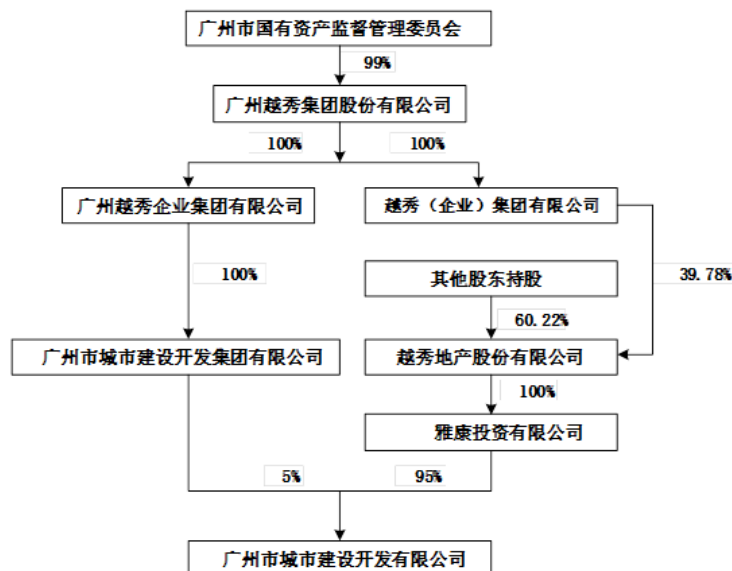 广州市国有资产监督管理委员会
99%
广州越秀集团股份有限公司
100%
100%
广州越秀企业集团有限公司
越秀（企业）集团有限公司
100%
其他股东持股
39.78%
60.22%
广州市城市建设开发集团有限公司
越秀地产股份有限公司
100%
雅康投资有限公司
5%
95%
广州市城市建设开发有限公司